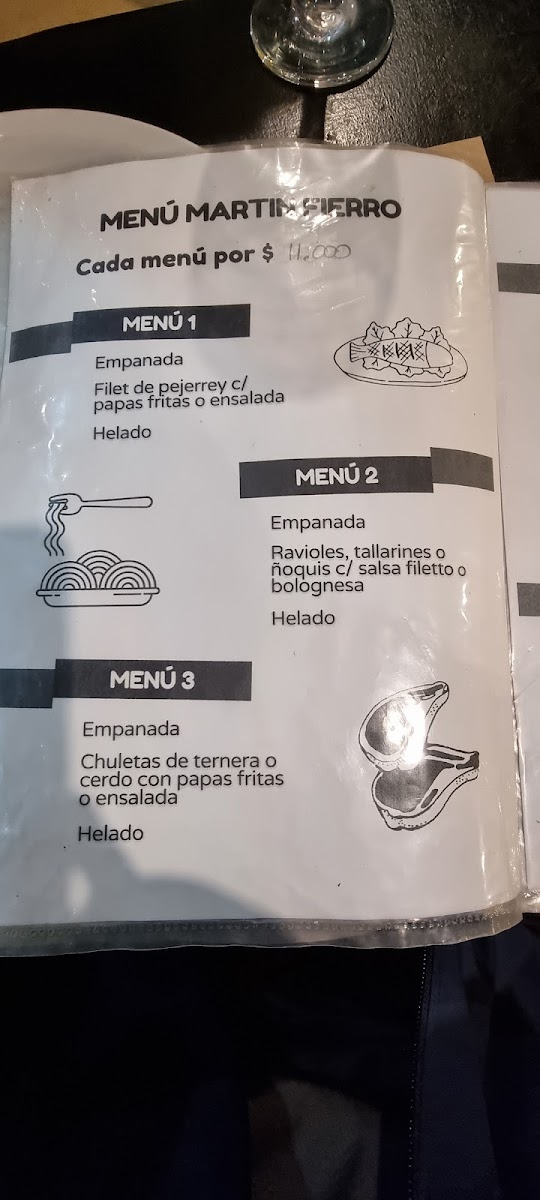 MENÚ MARTIN FIERRO
Cada menú por $ 11.000
MENÚ 1
Empanada
Filet de pejerrey c/
papas fritas o ensalada
Helado
MENÚ 2
Empanada
Ravioles, tallarines o
ñoquis c/ salsa filetto o
bolognesa
Helado
MENÚ 3
Empanada
Chuletas de ternera o
cerdo con papas fritas
o ensalada
Helado